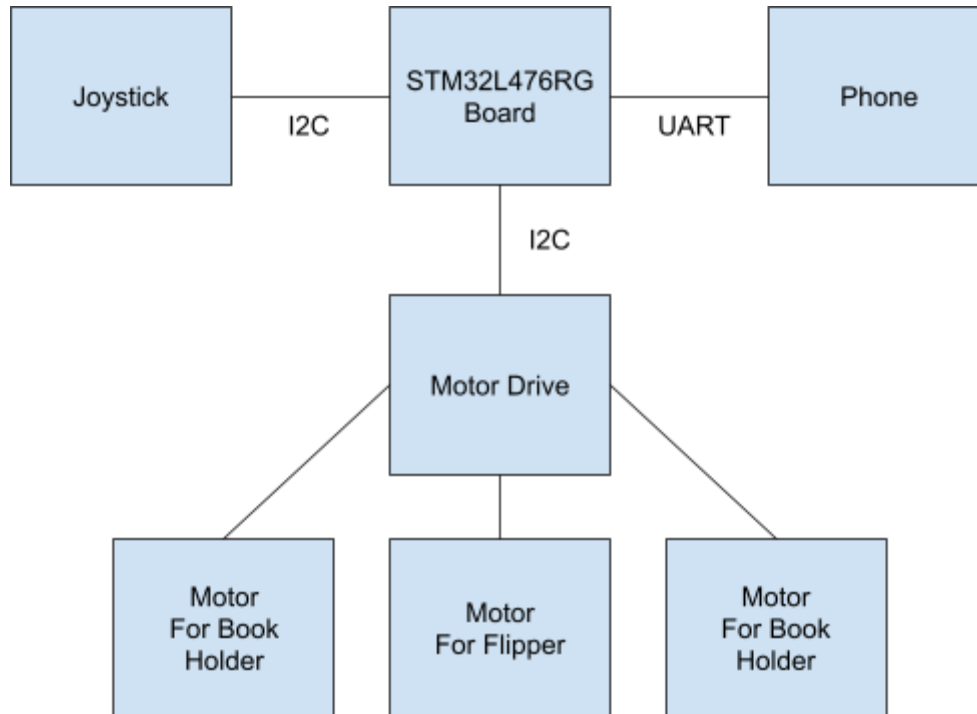 Joystick
I2C
STM32L476RG
Board
UART
Phone
I2C
Motor Drive
Motor
For Book
Holder
Motor
For Flipper
Motor
For Book
Holder